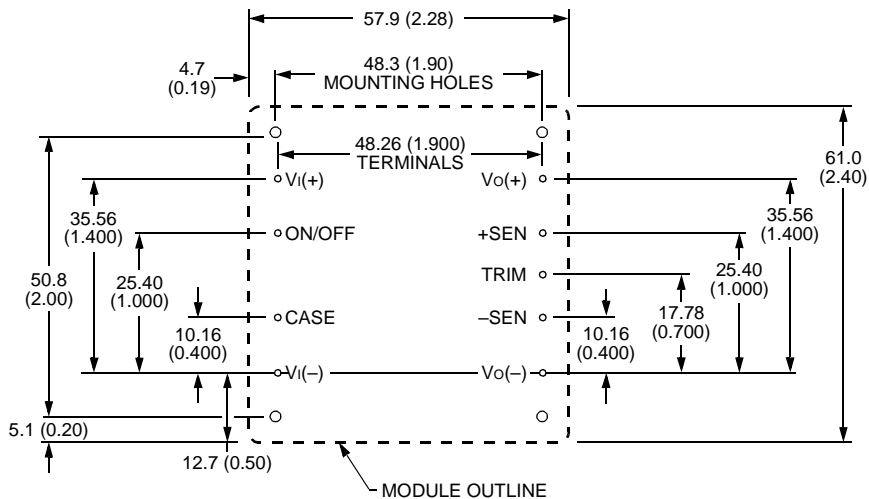 57.9 (2.28)
4.7
(0.19)
48.3 (1.90)
MOUNTING HOLES
48.26 (1.900)
TERMINALS
61.0
(2.40)
VI(+)
VO(+)
35.56
(1.400)
35.56
(1.400)
ON/OFF
+SEN
50.8
(2.00)
25.40
(1.000)
TRIM
25.40
(1.000)
17.78
(0.700)
CASE
–SEN
10.16
(0.400)
10.16
(0.400)
VI(–)
VO(–)
5.1 (0.20)
12.7 (0.50)
MODULE OUTLINE